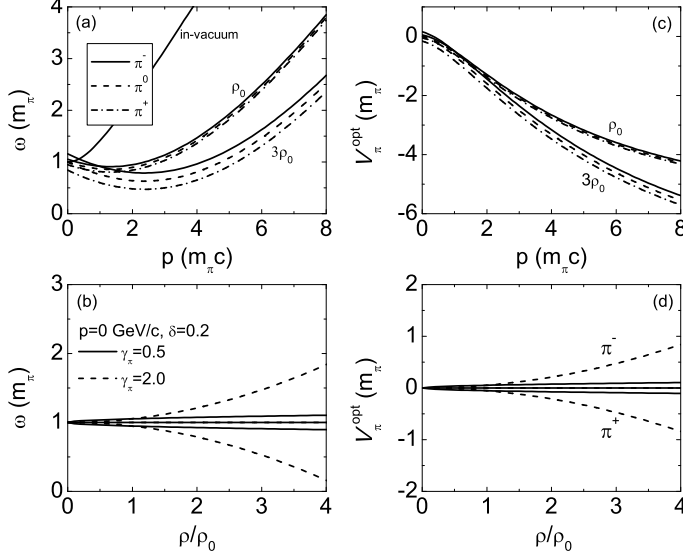 (a)
in-vacuum
π⁻
π⁰
π⁺
ρ₀
3ρ₀
4
3
2
1
0
ω (m_π)
0 2 4 6 8
p (m_πc)
(c)
ρ₀
3ρ₀
0
-2
-4
-6
V_π^opt (m_π)
0 2 4 6 8
p (m_πc)
(b)
p=0 GeV/c, δ=0.2
γ_π=0.5
γ_π=2.0
3
2
1
0
ω (m_π)
0 1 2 3 4
ρ/ρ₀
(d)
π⁻
π⁺
2
1
0
-1
-2
V_π^opt (m_π)
0 1 2 3 4
ρ/ρ₀